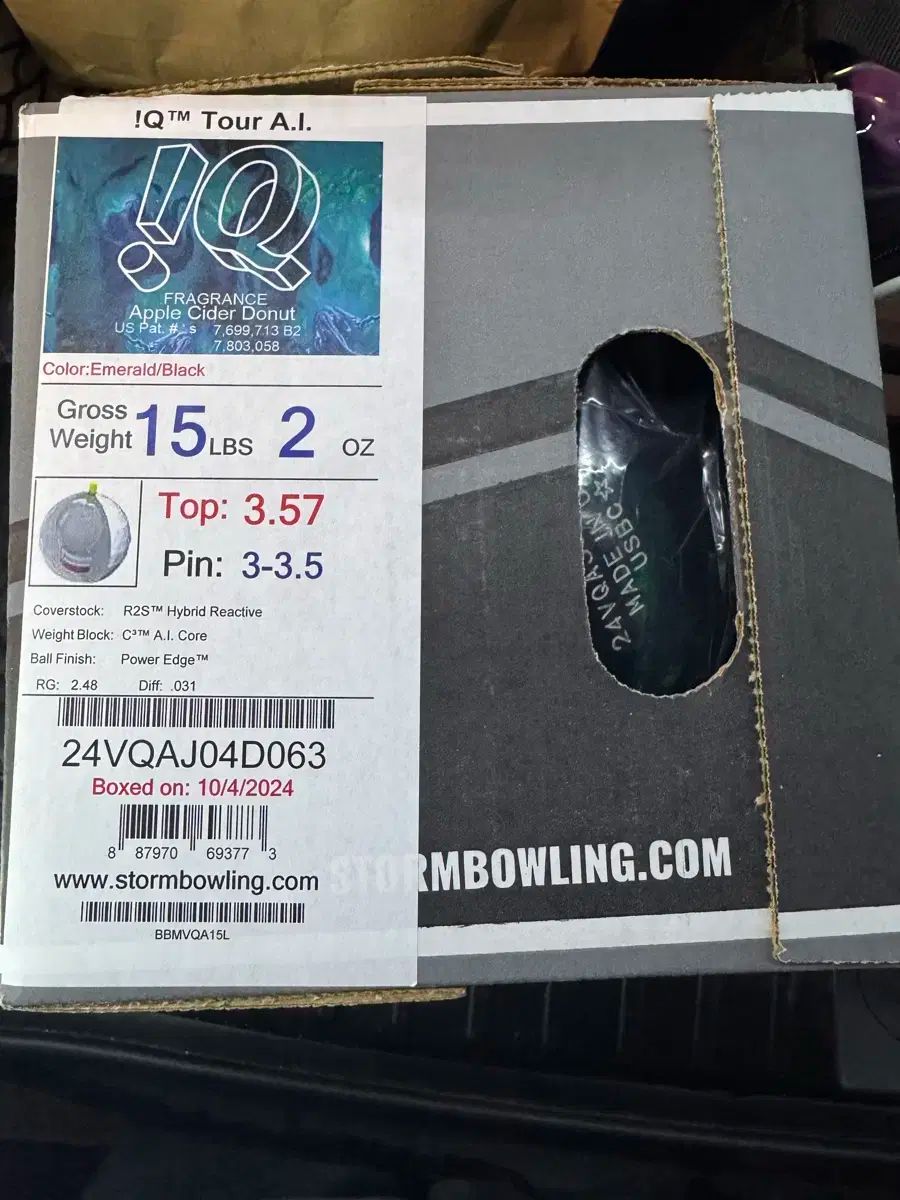 !Q™ Tour A.I.
!Q
FRAGRANCE
Apple Cider Donut
US Pat. #_s 7,699,713 B2
7,803,058
Color:Emerald/Black
Gross
Weight 15 LBS 2 OZ
Top: 3.57
Pin: 3-3.5
Coverstock: R2S™ Hybrid Reactive
Weight Block: C³™ A.I. Core
Ball Finish: Power Edge™
RG: 2.48 Diff: .031
24VQAJ04D063
Boxed on: 10/4/2024
8 87970 69377 3
www.stormbowling.com
BBMVQA15L
STORMBOWLING.COM
MADE IN
USBC